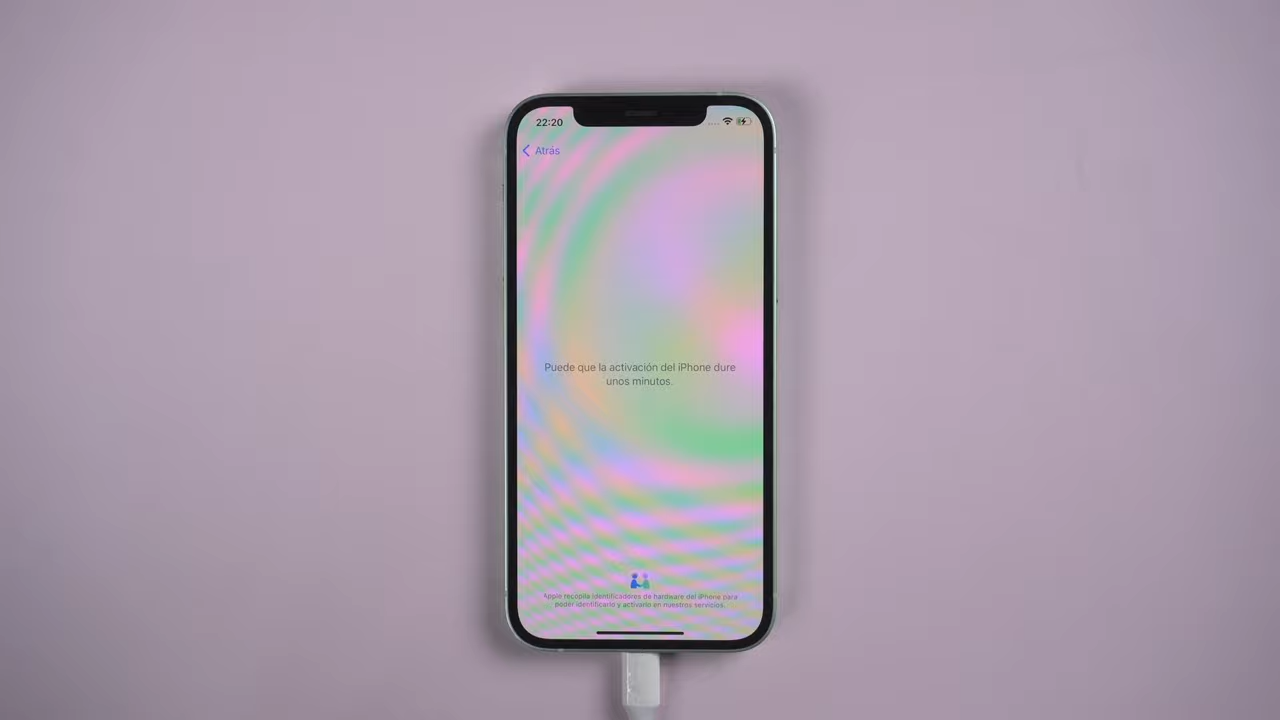 22:20
Atrás
Puede que la activación del iPhone dure
unos minutos.
Apple recopila identificadores de hardware del iPhone para
poder identificarlo y activarlo en nuestros servicios.